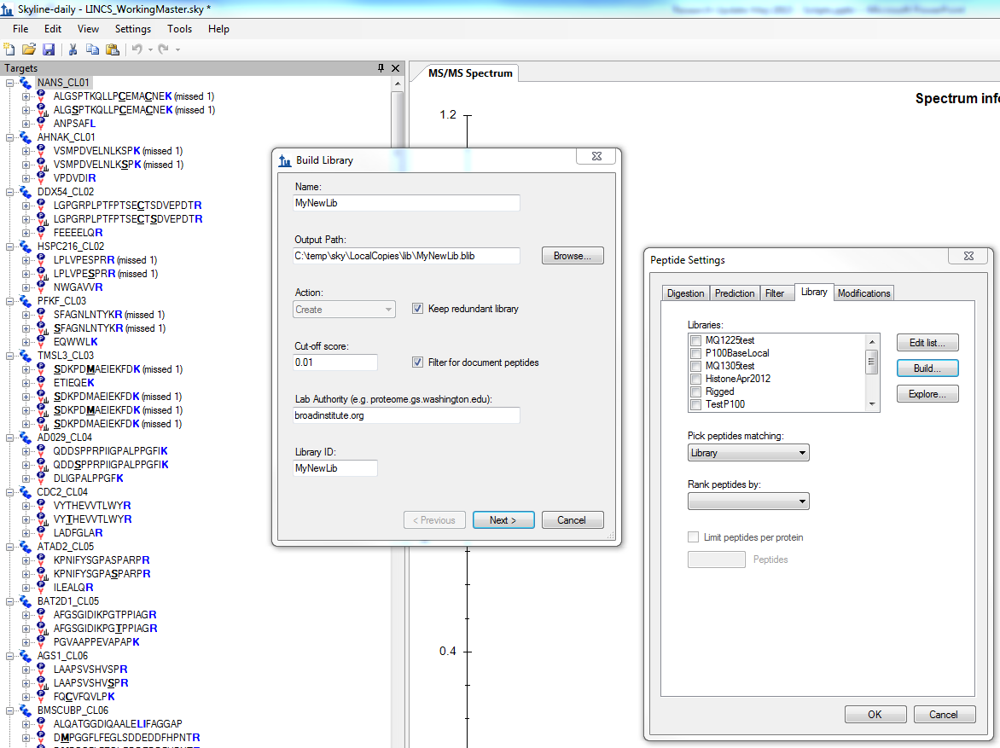 Skyline-daily - LINCS_WorkingMaster.sky *
File Edit View Settings Tools Help
Targets
NANS_CL01
ALGSPTKQLLPCEMACNEK (missed 1)
ALGSPTKQLLPCEMACNEK (missed 1)
ANPSAFL
AHNAK_CL01
VSMPDVELNLKSPK (missed 1)
VSMPDVELNLKSPK (missed 1)
VPDVDIR
DDX54_CL02
LGPGRPLPTFPTSECTSDVEPDTR
LGPGRPLPTFPTSECTSDVEPDTR
FEEEELQR
HSPC216_CL02
LPLVPESPRR (missed 1)
LPLVPESPRR (missed 1)
NWGAVVR
PFKF_CL03
SFAGNLNTYKR (missed 1)
SFAGNLNTYKR (missed 1)
EQWWLK
TMSL3_CL03
SDKPDMAEIEKFDK (missed 1)
ETIEQEK
SDKPDMAEIEKFDK (missed 1)
SDKPDMAEIEKFDK (missed 1)
SDKPDMAEIEKFDK (missed 1)
AD029_CL04
QDDSPPRPIIGPALPPGFIK
QDDSPPRPIIGPALPPGFIK
DLIGPALPPGFK
CDC2_CL04
VYTHEVVTLWYR
VYTHEVVTLWYR
LADFGLAR
ATAD2_CL05
KPNIFYSGPASPARPR
KPNIFYSGPASPARPR
ILEALQR
BAT2D1_CL05
AFGSGIDIKPGTPPIAGR
AFGSGIDIKPGTPPIAGR
PGVAAPPEVAPAPK
AGS1_CL06
LAAPSVSHVSPR
LAAPSVSHVSPR
FQCVFQVLPK
BMSCUBP_CL06
ALQATGGDIQAALELIFAGGAP
DMPGGFLFEGLSDDEDDFHPNTR
MS/MS Spectrum
Spectrum info
1.2
0.4
Build Library
Name:
MyNewLib
Output Path:
C:\temp\sky\LocalCopies\lib\MyNewLib.blib
Browse...
Action:
Create
Keep redundant library
Cut-off score:
0.01
Filter for document peptides
Lab Authority (e.g. proteome.gs.washington.edu):
broadinstitute.org
Library ID:
MyNewLib
< Previous Next > Cancel
Peptide Settings
Digestion Prediction Filter Library Modifications
Libraries:
MQ1225test
P100BaseLocal
MQ1305test
HistoneApr2012
Rigged
TestP100
Edit list...
Build...
Explore...
Pick peptides matching:
Library
Rank peptides by:
Limit peptides per protein
Peptides
OK Cancel